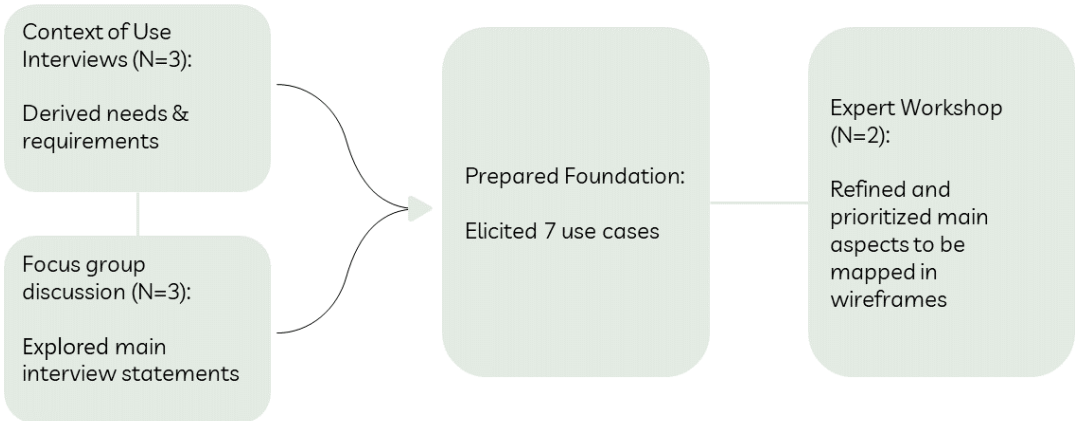 Context of Use
Interviews (N=3):
Derived needs &
requirements
Focus group
discussion (N=3):
Explored main
interview statements
Prepared Foundation:
Elicited 7 use cases
Expert Workshop
(N=2):
Refined and
prioritized main
aspects to be
mapped in
wireframes